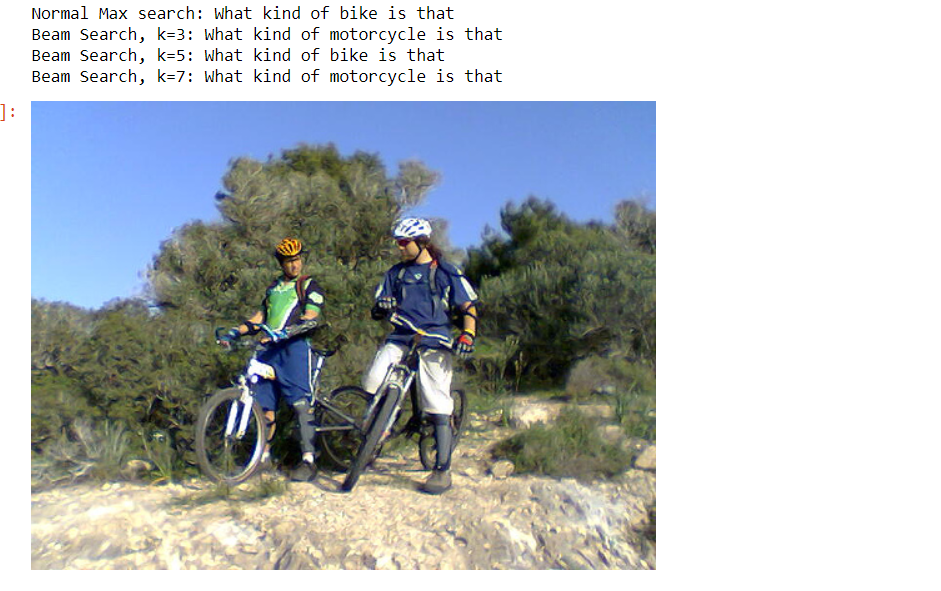 Normal Max search: What kind of bike is that
Beam Search, k=3: What kind of motorcycle is that
Beam Search, k=5: What kind of bike is that
Beam Search, k=7: What kind of motorcycle is that
]: